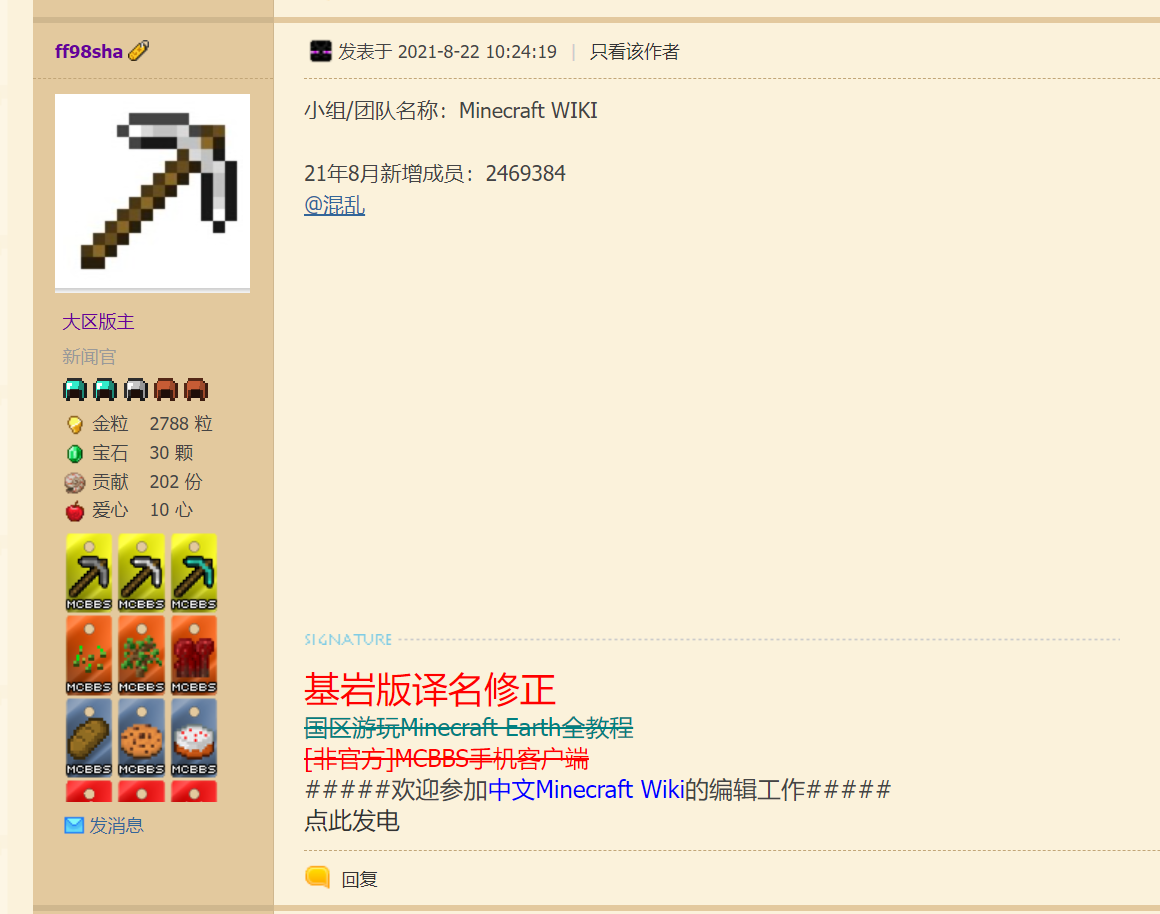 ff98sha
发表于 2021-8-22 10:24:19 | 只看该作者
小组/团队名称：Minecraft WIKI
21年8月新增成员：2469384
@混乱
大区版主
新闻官
金粒 2788 粒
宝石 30 颗
贡献 202 份
爱心 10 心
MCBBS MCBBS MCBBS
MCBBS MCBBS MCBBS
MCBBS MCBBS MCBBS
发消息
SIGNATURE
基岩版译名修正
国区游玩Minecraft Earth全教程
[非官方]MCBBS手机客户端
#####欢迎参加中文Minecraft Wiki的编辑工作#####
点此发电
回复